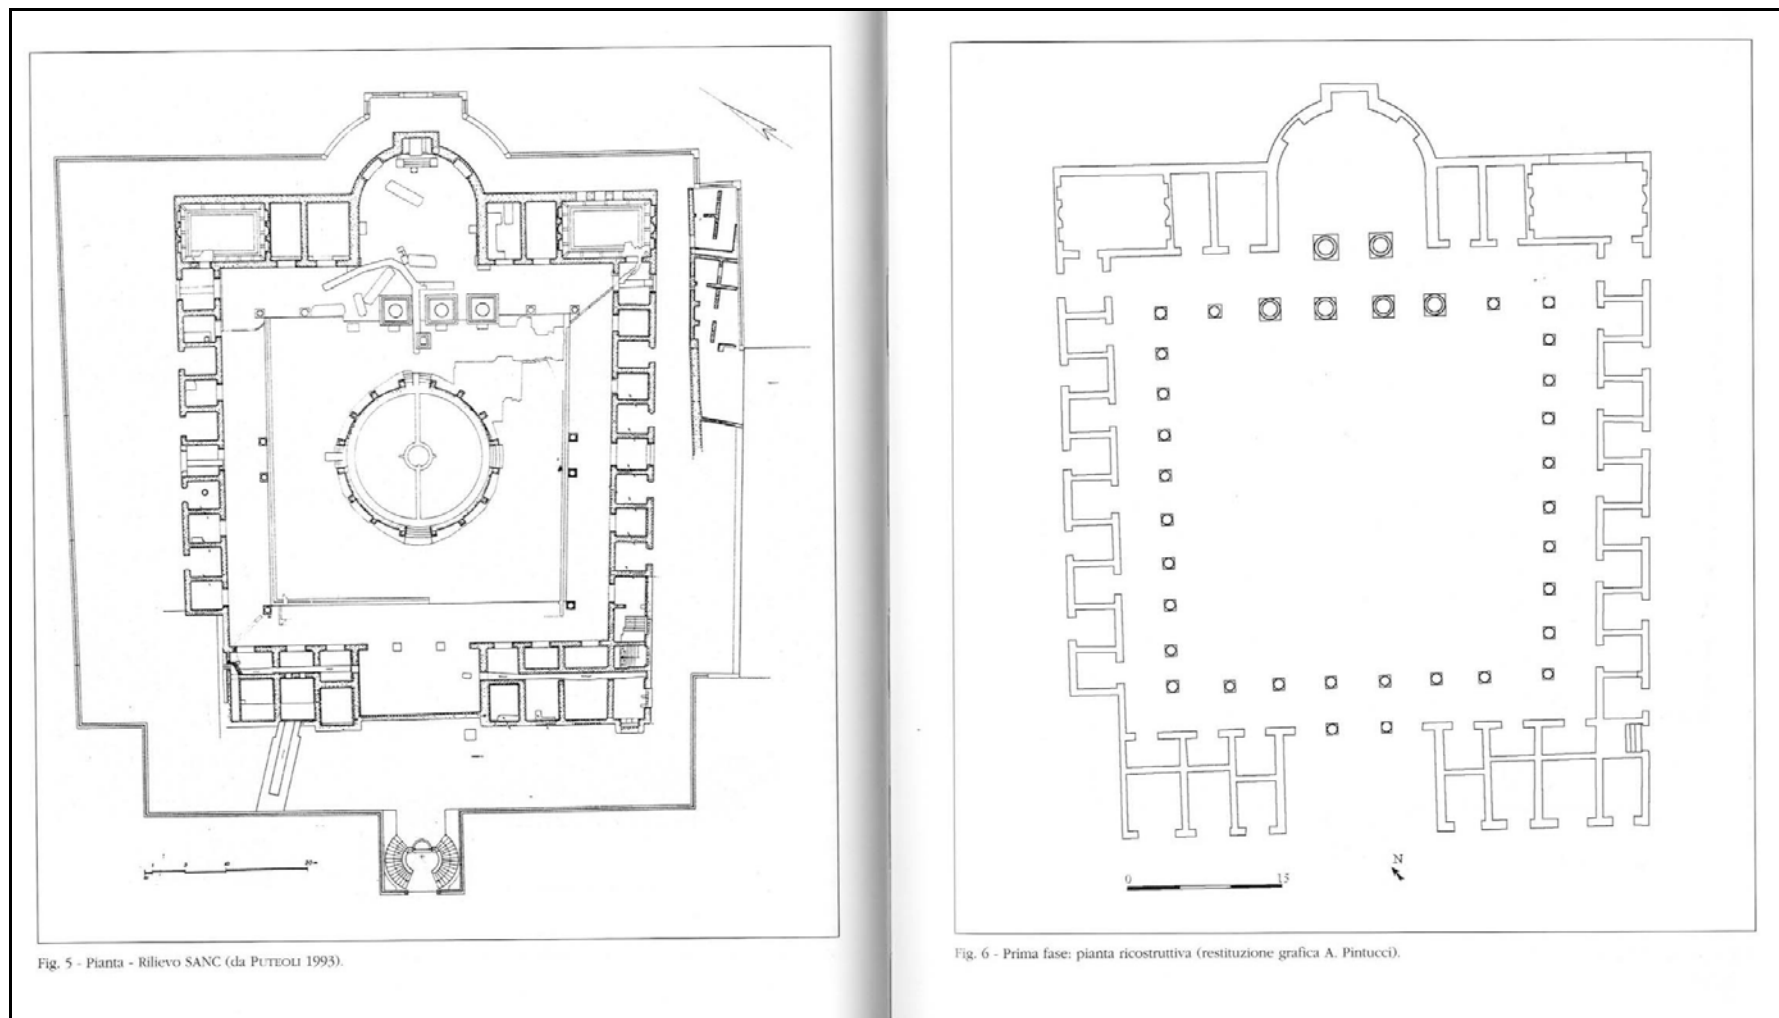 20
Fig. 5 - Pianta - Rilievo SANC (da PUTEOLI 1993).
N
0 15
Fig. 6 - Prima fase: pianta ricostruttiva (restituzione grafica A. Pintucci).